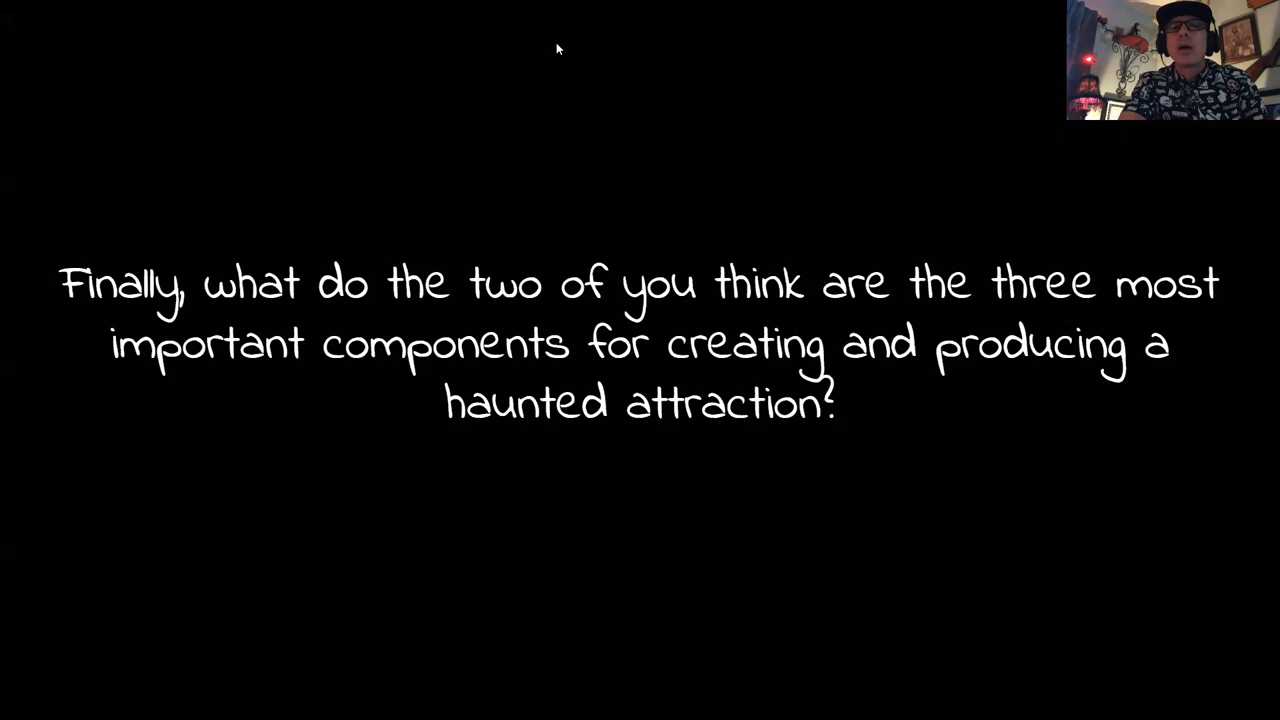 Finally, what do the two of you think are the three most
important components for creating and producing a
haunted attraction?